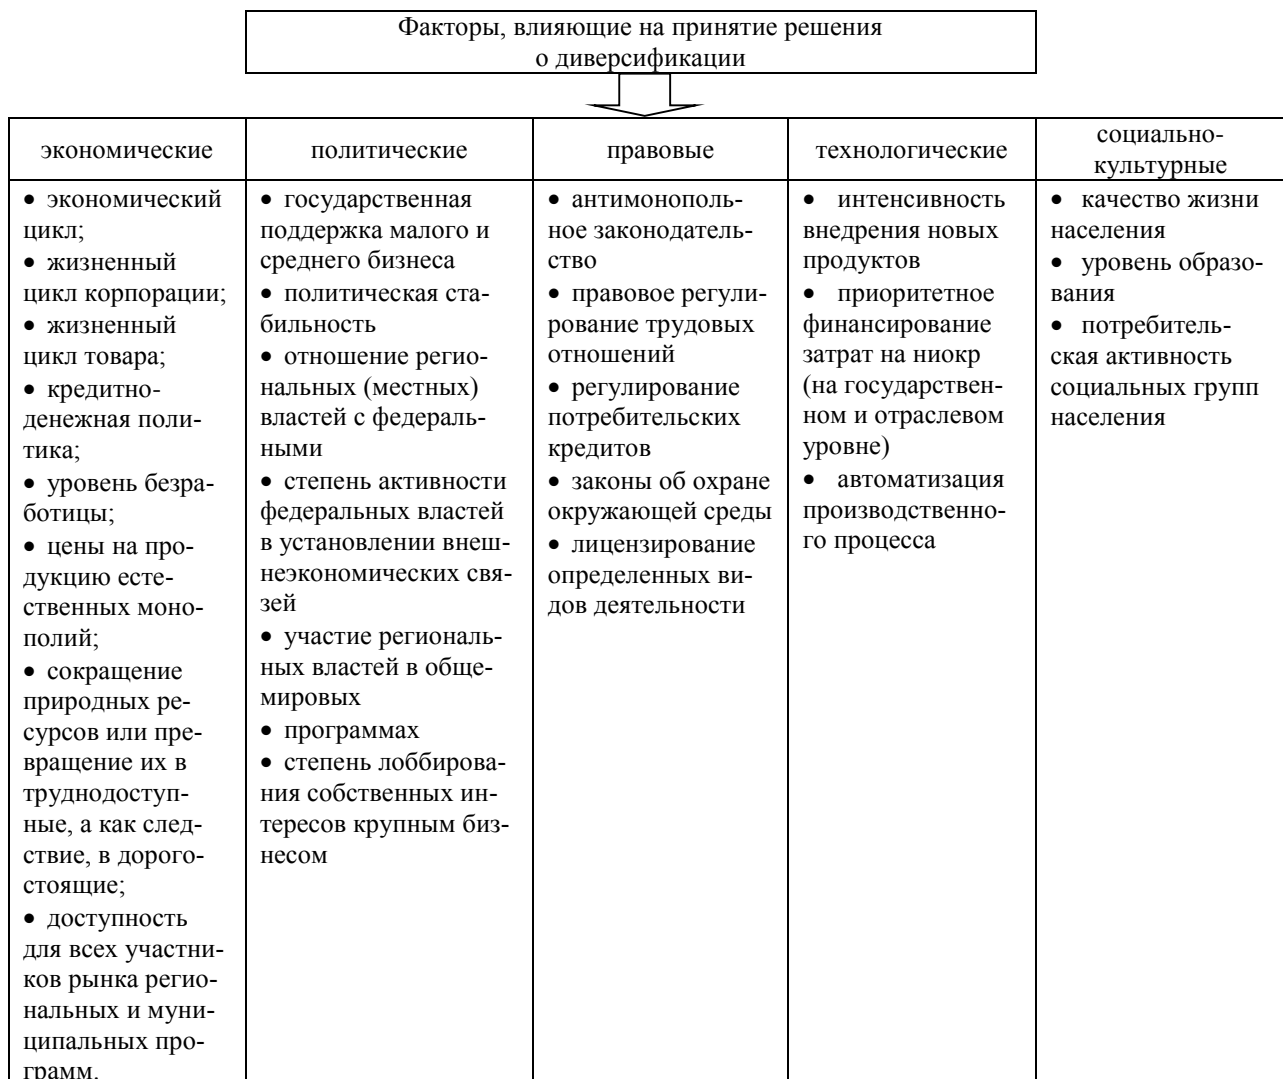 Факторы, влияющие на принятие решения
о диверсификации
экономические
политические
правовые
технологические
социально-
культурные
• экономический
цикл;
• жизненный
цикл корпорации;
• жизненный
цикл товара;
• кредитно-
денежная поли-
тика;
• уровень безра-
ботицы;
• цены на про-
дукцию есте-
ственных моно-
полий;
• сокращение
природных ре-
сурсов или пре-
вращение их в
труднодоступ-
ные, а как след-
ствие, в дорого-
стоящие;
• доступность
для всех участни-
ков рынка регио-
нальных и муни-
ципальных про-
грамм.
• государственная
поддержка малого и
среднего бизнеса
• политическая ста-
бильность
• отношение регио-
нальных (местных)
властей с федераль-
ными
• степень активности
федеральных властей
в установлении внеш-
неэкономических свя-
зей
• участие региональ-
ных властей в обще-
мировых
• программах
• степень лоббирова-
ния собственных ин-
тересов крупным биз-
несом
• антимонополь-
ное законодатель-
ство
• правовое регули-
рование трудовых
отношений
• регулирование
потребительских
кредитов
• законы об охране
окружающей среды
• лицензирование
определенных ви-
дов деятельности
• интенсивность
внедрения новых
продуктов
• приоритетное
финансирование
затрат на ниокр
(на государствен-
ном и отраслевом
уровне)
• автоматизация
производственно-
го процесса
• качество жизни
населения
• уровень образо-
вания
• потребитель-
ская активность
социальных групп
населения